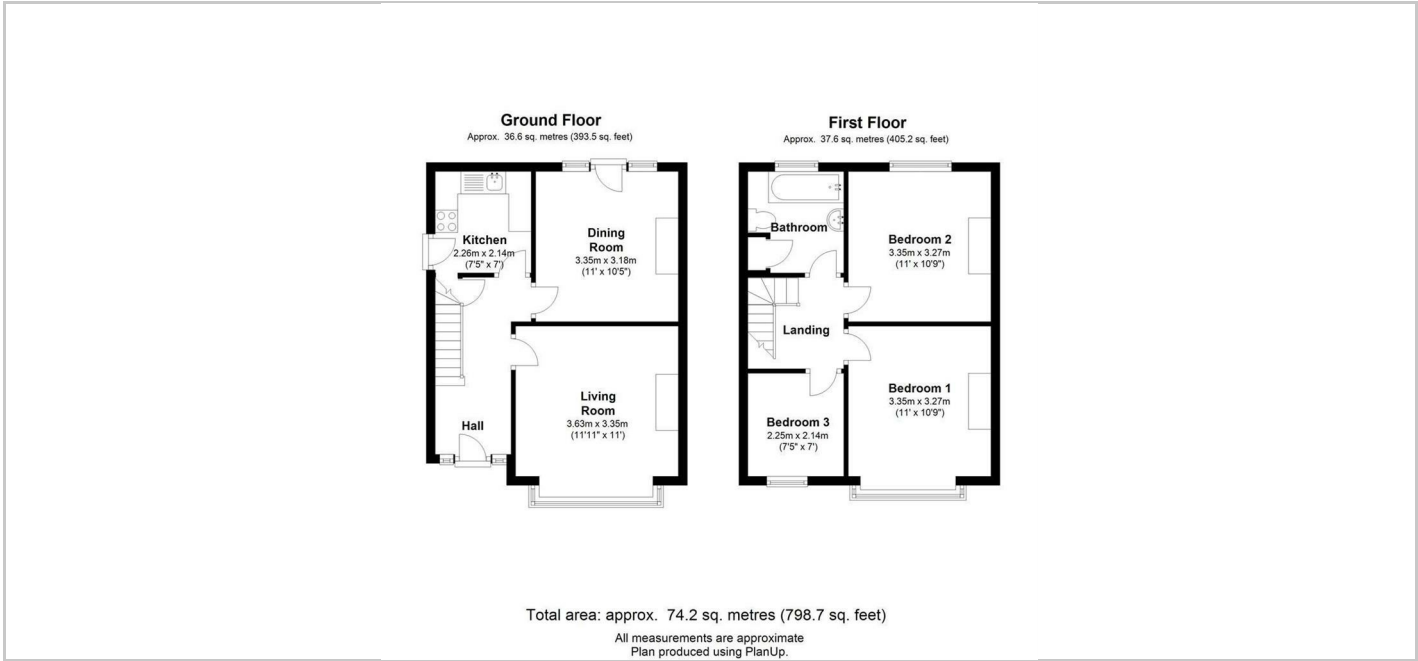 Ground Floor
Approx. 36.6 sq. metres (393.5 sq. feet)
Kitchen
2.26m x 2.14m
(7'5" x 7')
Dining
Room
3.35m x 3.18m
(11' x 10'5")
Living
Room
3.63m x 3.35m
(11'11" x 11')
Hall
First Floor
Approx. 37.6 sq. metres (405.2 sq. feet)
Bathroom
Bedroom 2
3.35m x 3.27m
(11' x 10'9")
Landing
Bedroom 1
3.35m x 3.27m
(11' x 10'9")
Bedroom 3
2.25m x 2.14m
(7'5" x 7')
Total area: approx. 74.2 sq. metres (798.7 sq. feet)
All measurements are approximate
Plan produced using PlanUp.